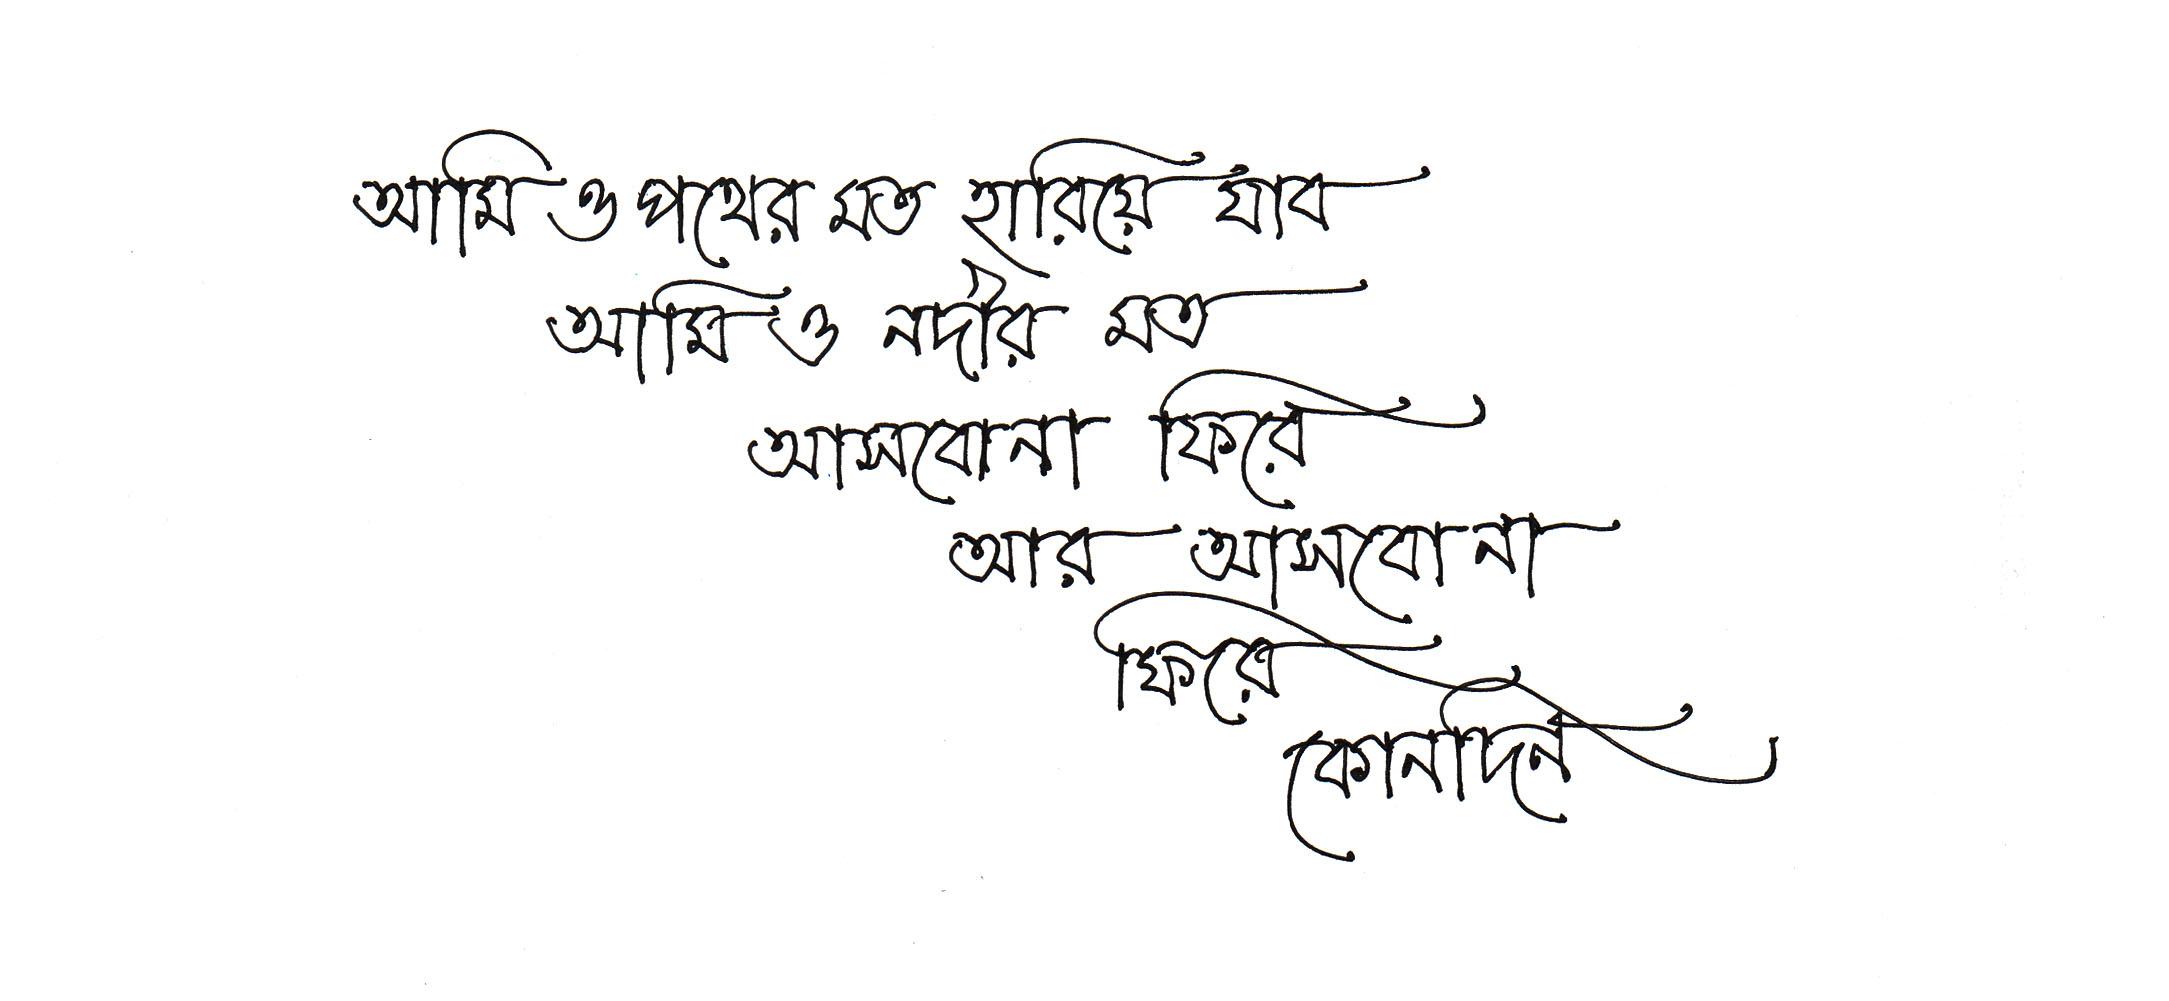 আমি ও পথের মত হারিয়ে যাব
আমি ও নদীর মত
আসবোনা ফিরে
আর আসবো না
ফিরে
কোনদিন